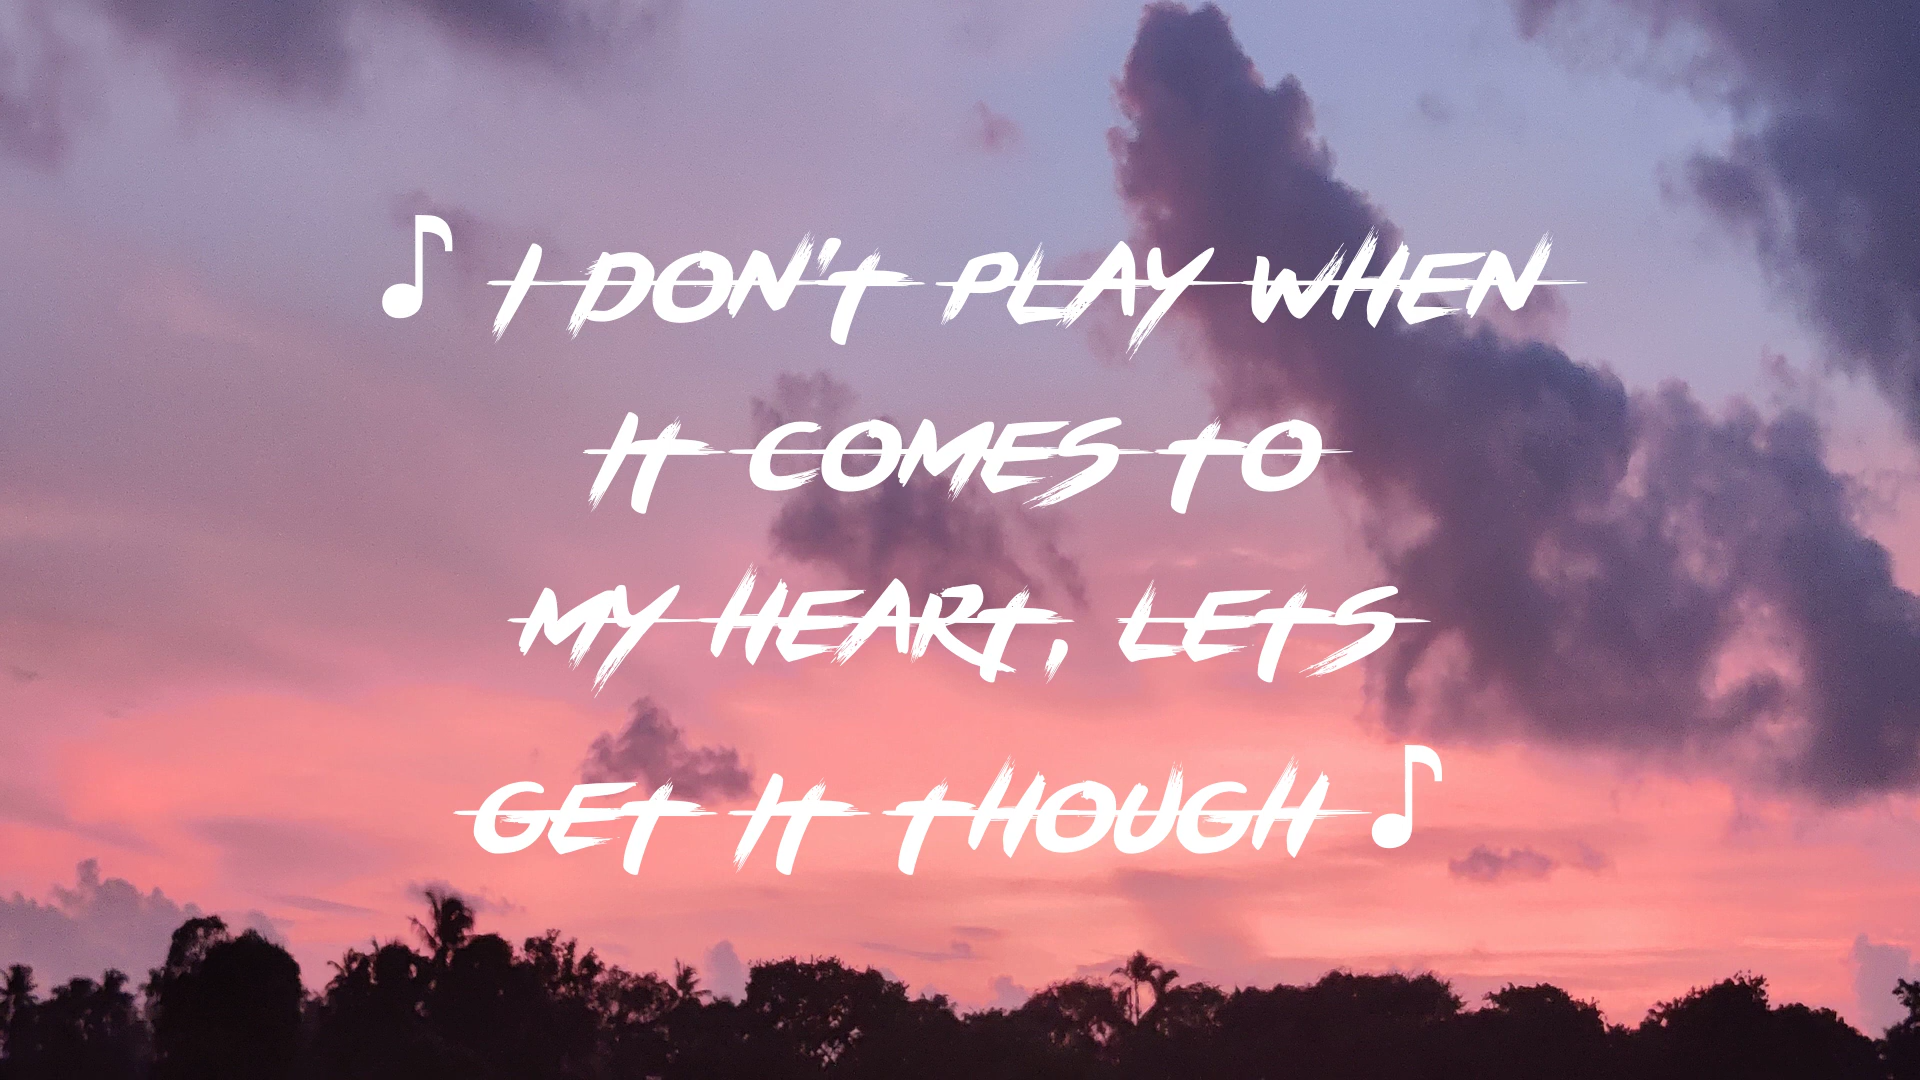 ♪ I DON'T PLAY WHEN
IT COMES TO
MY HEART, LETS
GET IT THOUGH ♪